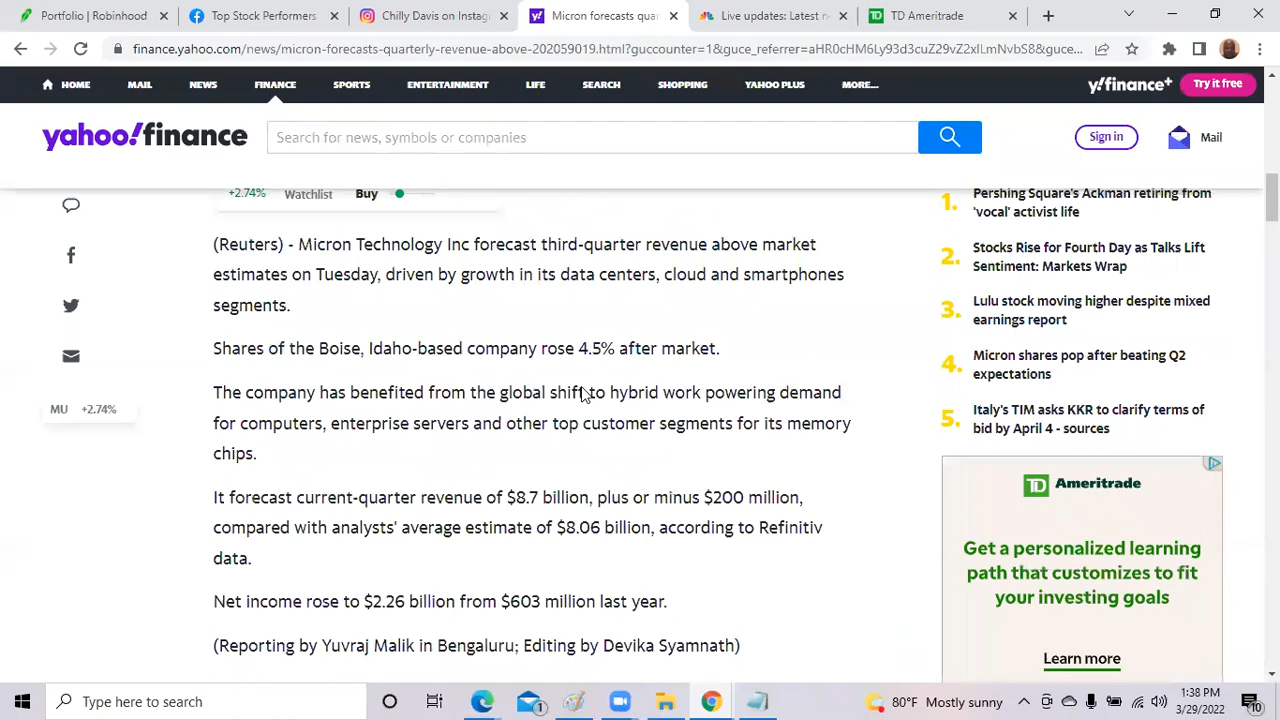 Portfolio | Robinhood
Top Stock Performers
Chilly Davis on Instag
Micron forecasts qua
Live updates: Latest n
TD Ameritrade
finance.yahoo.com/news/micron-forecasts-quarterly-revenue-above-202059019.html?guccounter=1&guce_referrer=aHR0cHM6Ly93d3cuZ29vZ2xlLmNvbS8&guce...
HOME MAIL NEWS FINANCE SPORTS ENTERTAINMENT LIFE SEARCH SHOPPING YAHOO PLUS MORE...
y!finance+ Try it free
yahoo!finance
Search for news, symbols or companies
Sign in
Mail
+2.74% Watchlist Buy
(Reuters) - Micron Technology Inc forecast third-quarter revenue above market
estimates on Tuesday, driven by growth in its data centers, cloud and smartphones
segments.
Shares of the Boise, Idaho-based company rose 4.5% after market.
MU +2.74%
The company has benefited from the global shift to hybrid work powering demand
for computers, enterprise servers and other top customer segments for its memory
chips.
It forecast current-quarter revenue of $8.7 billion, plus or minus $200 million,
compared with analysts' average estimate of $8.06 billion, according to Refinitiv
data.
Net income rose to $2.26 billion from $603 million last year.
(Reporting by Yuvraj Malik in Bengaluru; Editing by Devika Syamnath)
1. Pershing Square's Ackman retiring from
'vocal' activist life
2. Stocks Rise for Fourth Day as Talks Lift
Sentiment: Markets Wrap
3. Lulu stock moving higher despite mixed
earnings report
4. Micron shares pop after beating Q2
expectations
5. Italy's TIM asks KKR to clarify terms of
bid by April 4 - sources
TD Ameritrade
Get a personalized learning
path that customizes to fit
your investing goals
Learn more
Type here to search
1
80°F Mostly sunny
1:38 PM
3/29/2022
10